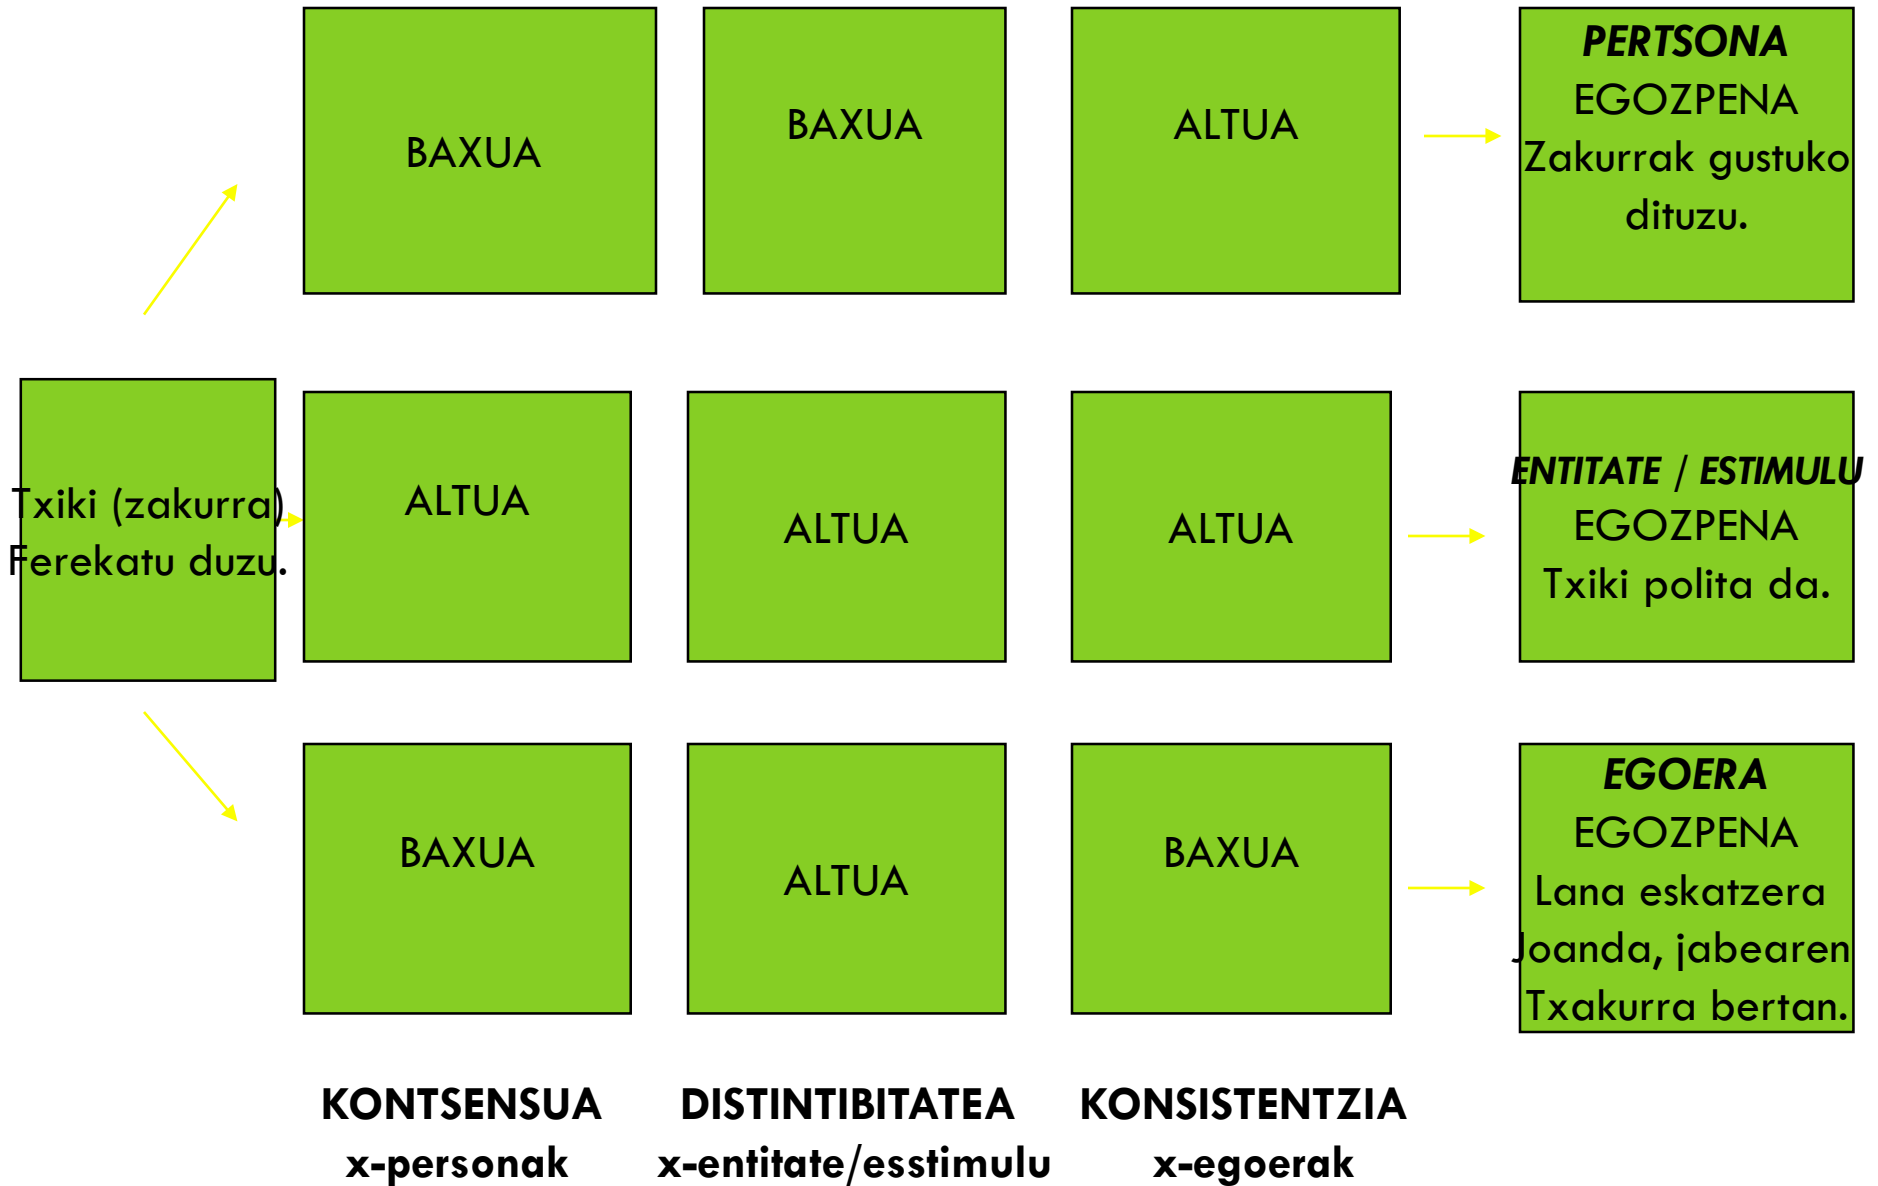 BAXUA
BAXUA
ALTUA
PERTSONA
EGOZPENA
Zakurrak gustuko
dituzu.
Txiki (zakurra)
Ferekatu duzu.
ALTUA
ALTUA
ALTUA
ENTITATE / ESTIMULU
EGOZPENA
Txiki polita da.
BAXUA
ALTUA
BAXUA
EGOERA
EGOZPENA
Lana eskatzera
Joanda, jabearen
Txakurra bertan.
KONTSENSUA
x-personak
DISTINTIBITATEA
x-entitate/esstimulu
KONSISTENTZIA
x-egoerak